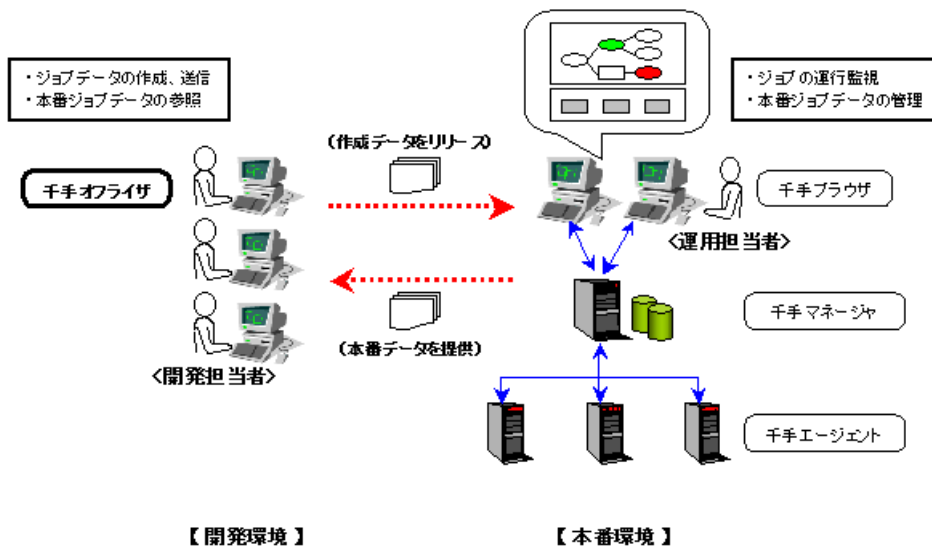 ・ジョブデータの作成、送信
・本番ジョブデータの参照
・ジョブの運行監視
・本番ジョブデータの管理
(作成データをリリース)
千手オフライザ
千手ブラウザ
<運用担当者>
千手マネージャ
(本番データを提供)
<開発担当者>
千手エージェント
【開発環境】
【本番環境】